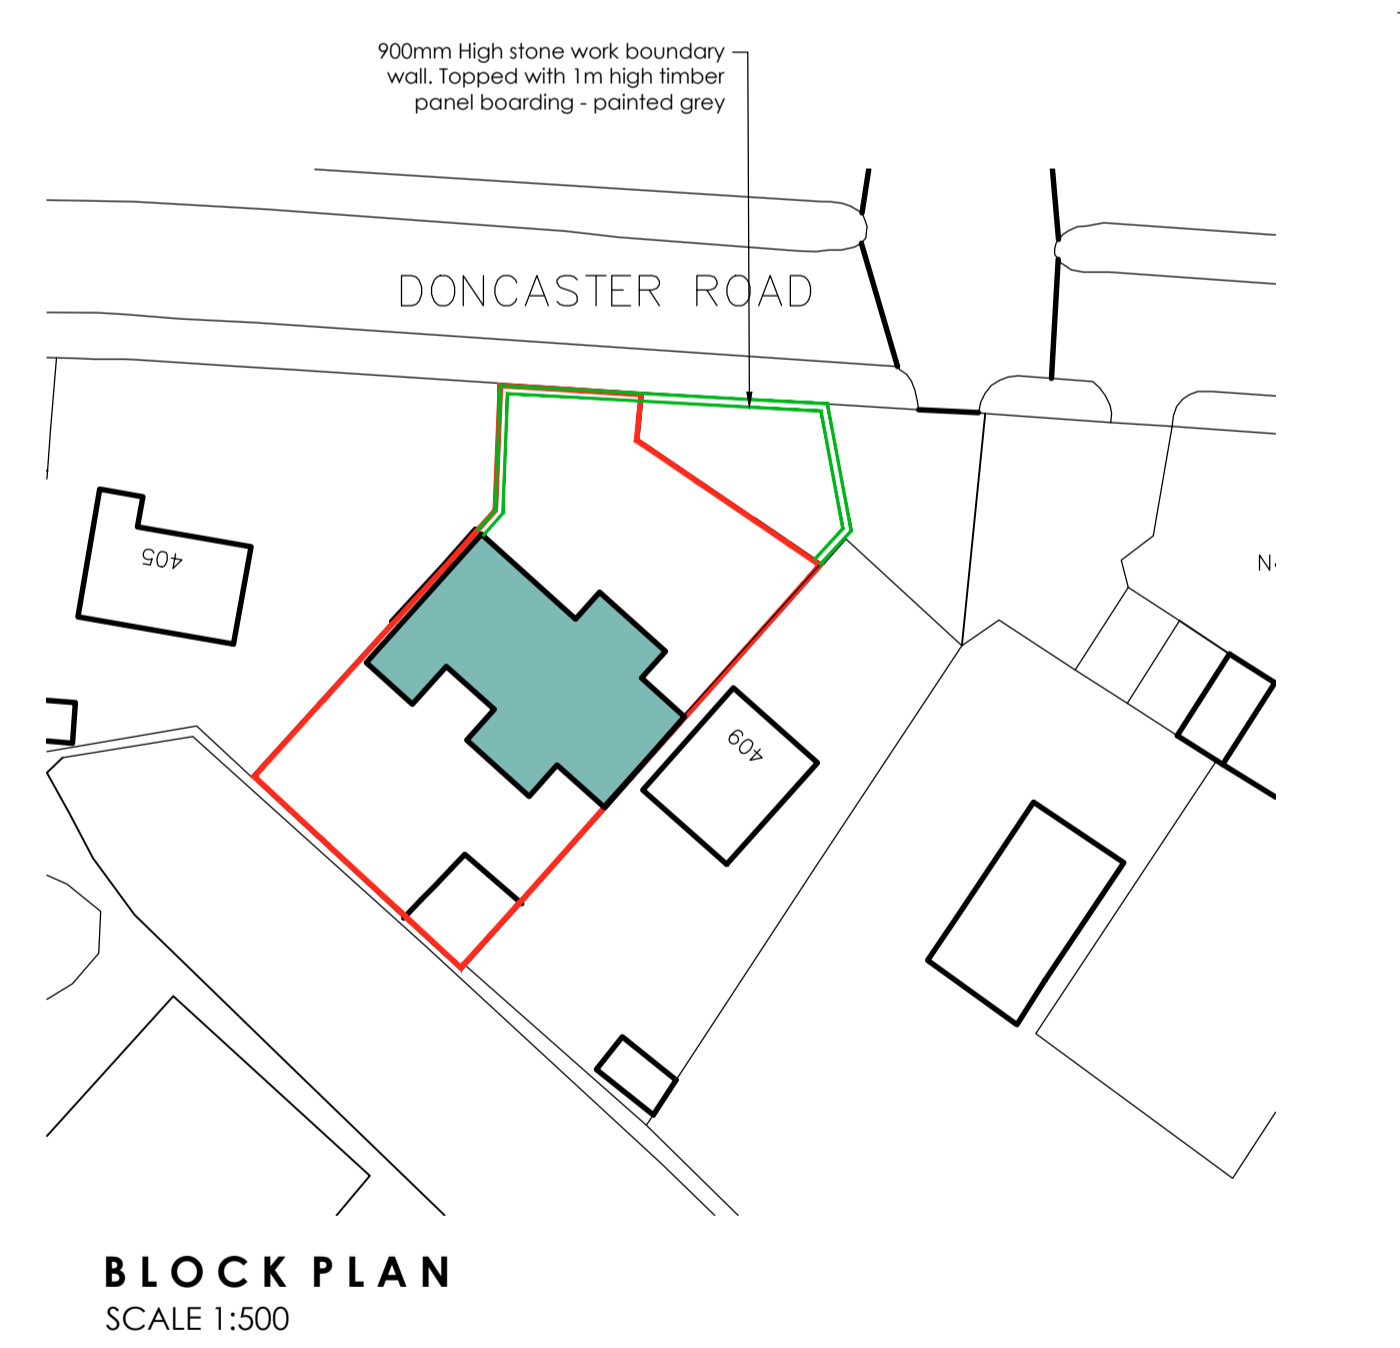 900mm High stone work boundary
wall. Topped with 1m high timber
panel boarding - painted grey
DONCASTER ROAD
405
409
BLOCK PLAN
SCALE 1:500